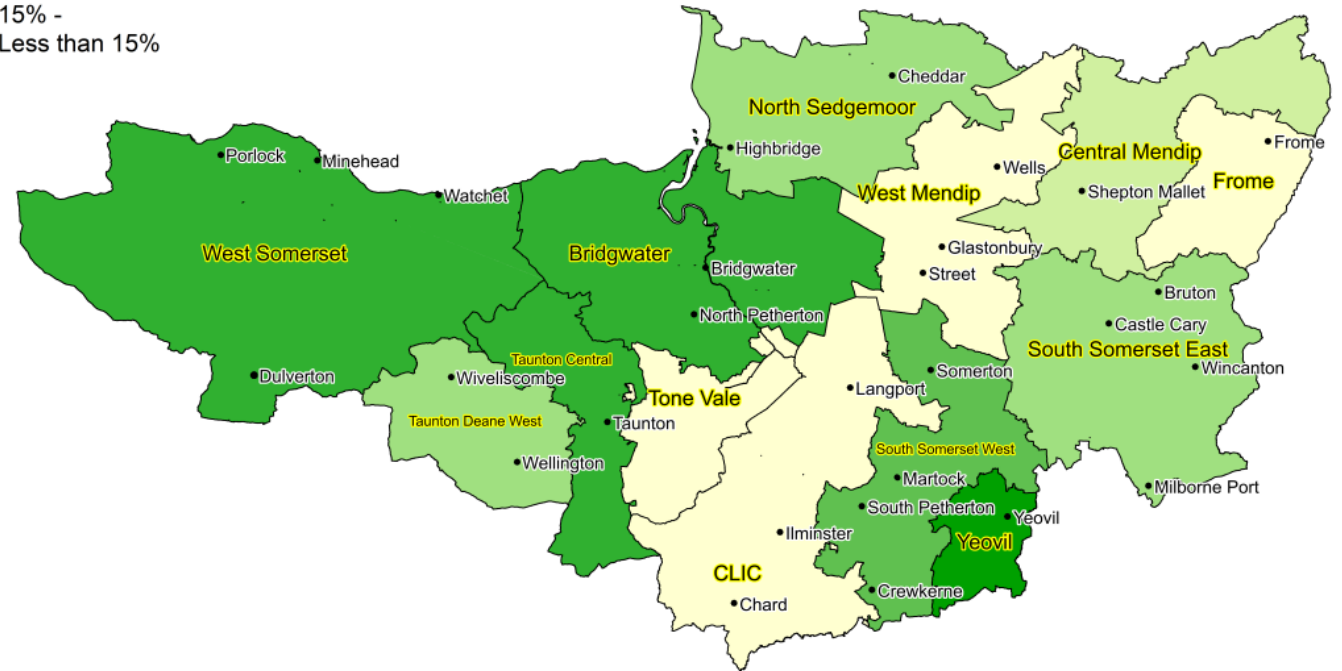 15% -
Less than 15%
Cheddar
North Sedgemoor
Highbridge
Frome
Central Mendip
Porlock
Minehead
Wells
Frome
Shepton Mallet
West Mendip
Watchet
Glastonbury
West Somerset
Bridgwater
Bridgwater
Street
Bruton
North Petherton
Castle Cary
South Somerset East
Taunton Central
Wincanton
Somerton
Dulverton
Wiveliscombe
Langport
Tone Vale
Taunton Deane West
Taunton
South Somerset West
Wellington
Martock
Milborne Port
South Petherton
Yeovil
Ilminster
Yeovil
CLIC
Crewkerne
Chard